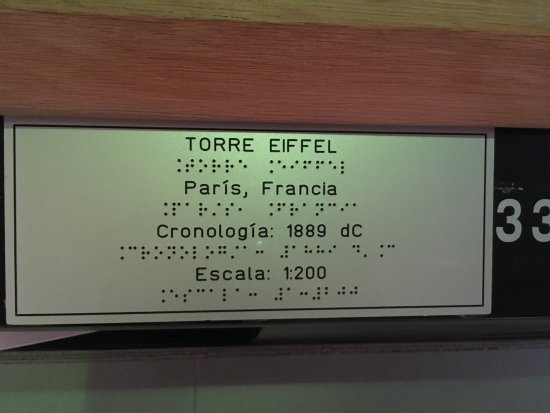 TORRE EIFFEL
París, Francia
Cronología: 1889 dC
Escala: 1:200
33